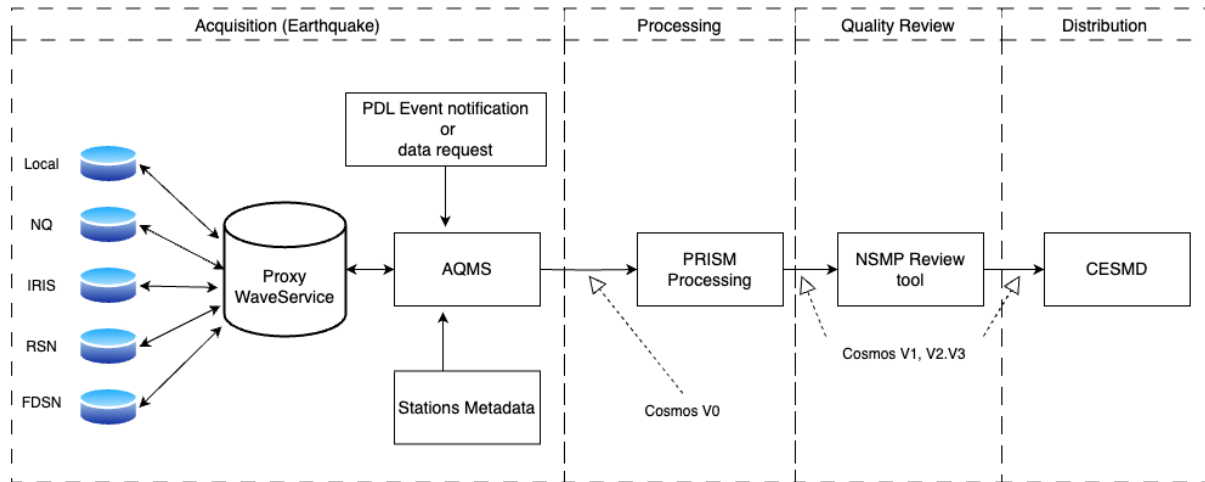 Acquisition (Earthquake)
Processing
Quality Review
Distribution
PDL Event notification
or
data request
Local
NQ
IRIS
RSN
FDSN
Proxy
WaveService
AQMS
PRISM
Processing
NSMP Review
tool
CESMD
Stations Metadata
Cosmos V0
Cosmos V1, V2.V3